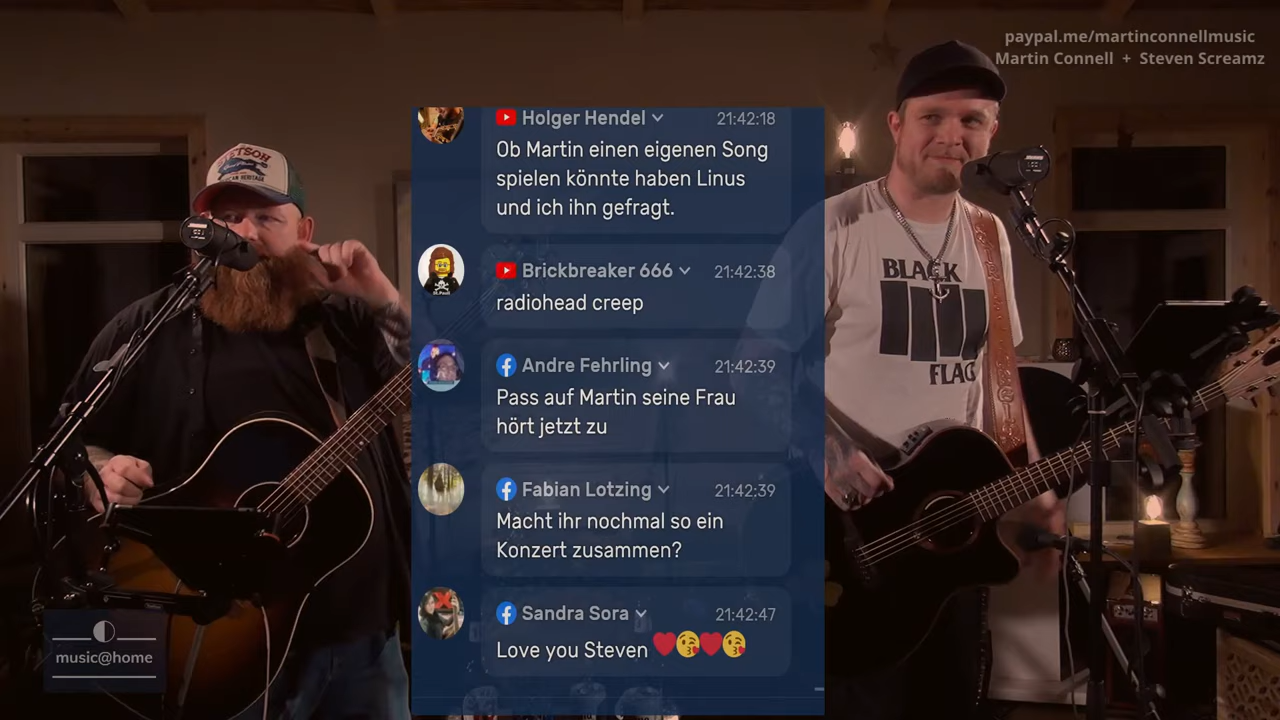 paypal.me/martinconnellmusic
Martin Connell + Steven Screamz
Holger Hendel 21:42:18
Ob Martin einen eigenen Song
spielen könnte haben Linus
und ich ihn gefragt.
Brickbreaker 666 21:42:38
radiohead creep
Andre Fehrling 21:42:39
Pass auf Martin seine Frau
hört jetzt zu
Fabian Lotzing 21:42:39
Macht ihr nochmal so ein
Konzert zusammen?
Sandra Sora 21:42:47
Love you Steven ❤️😘❤️😘
BLACK
FLAG
music@home